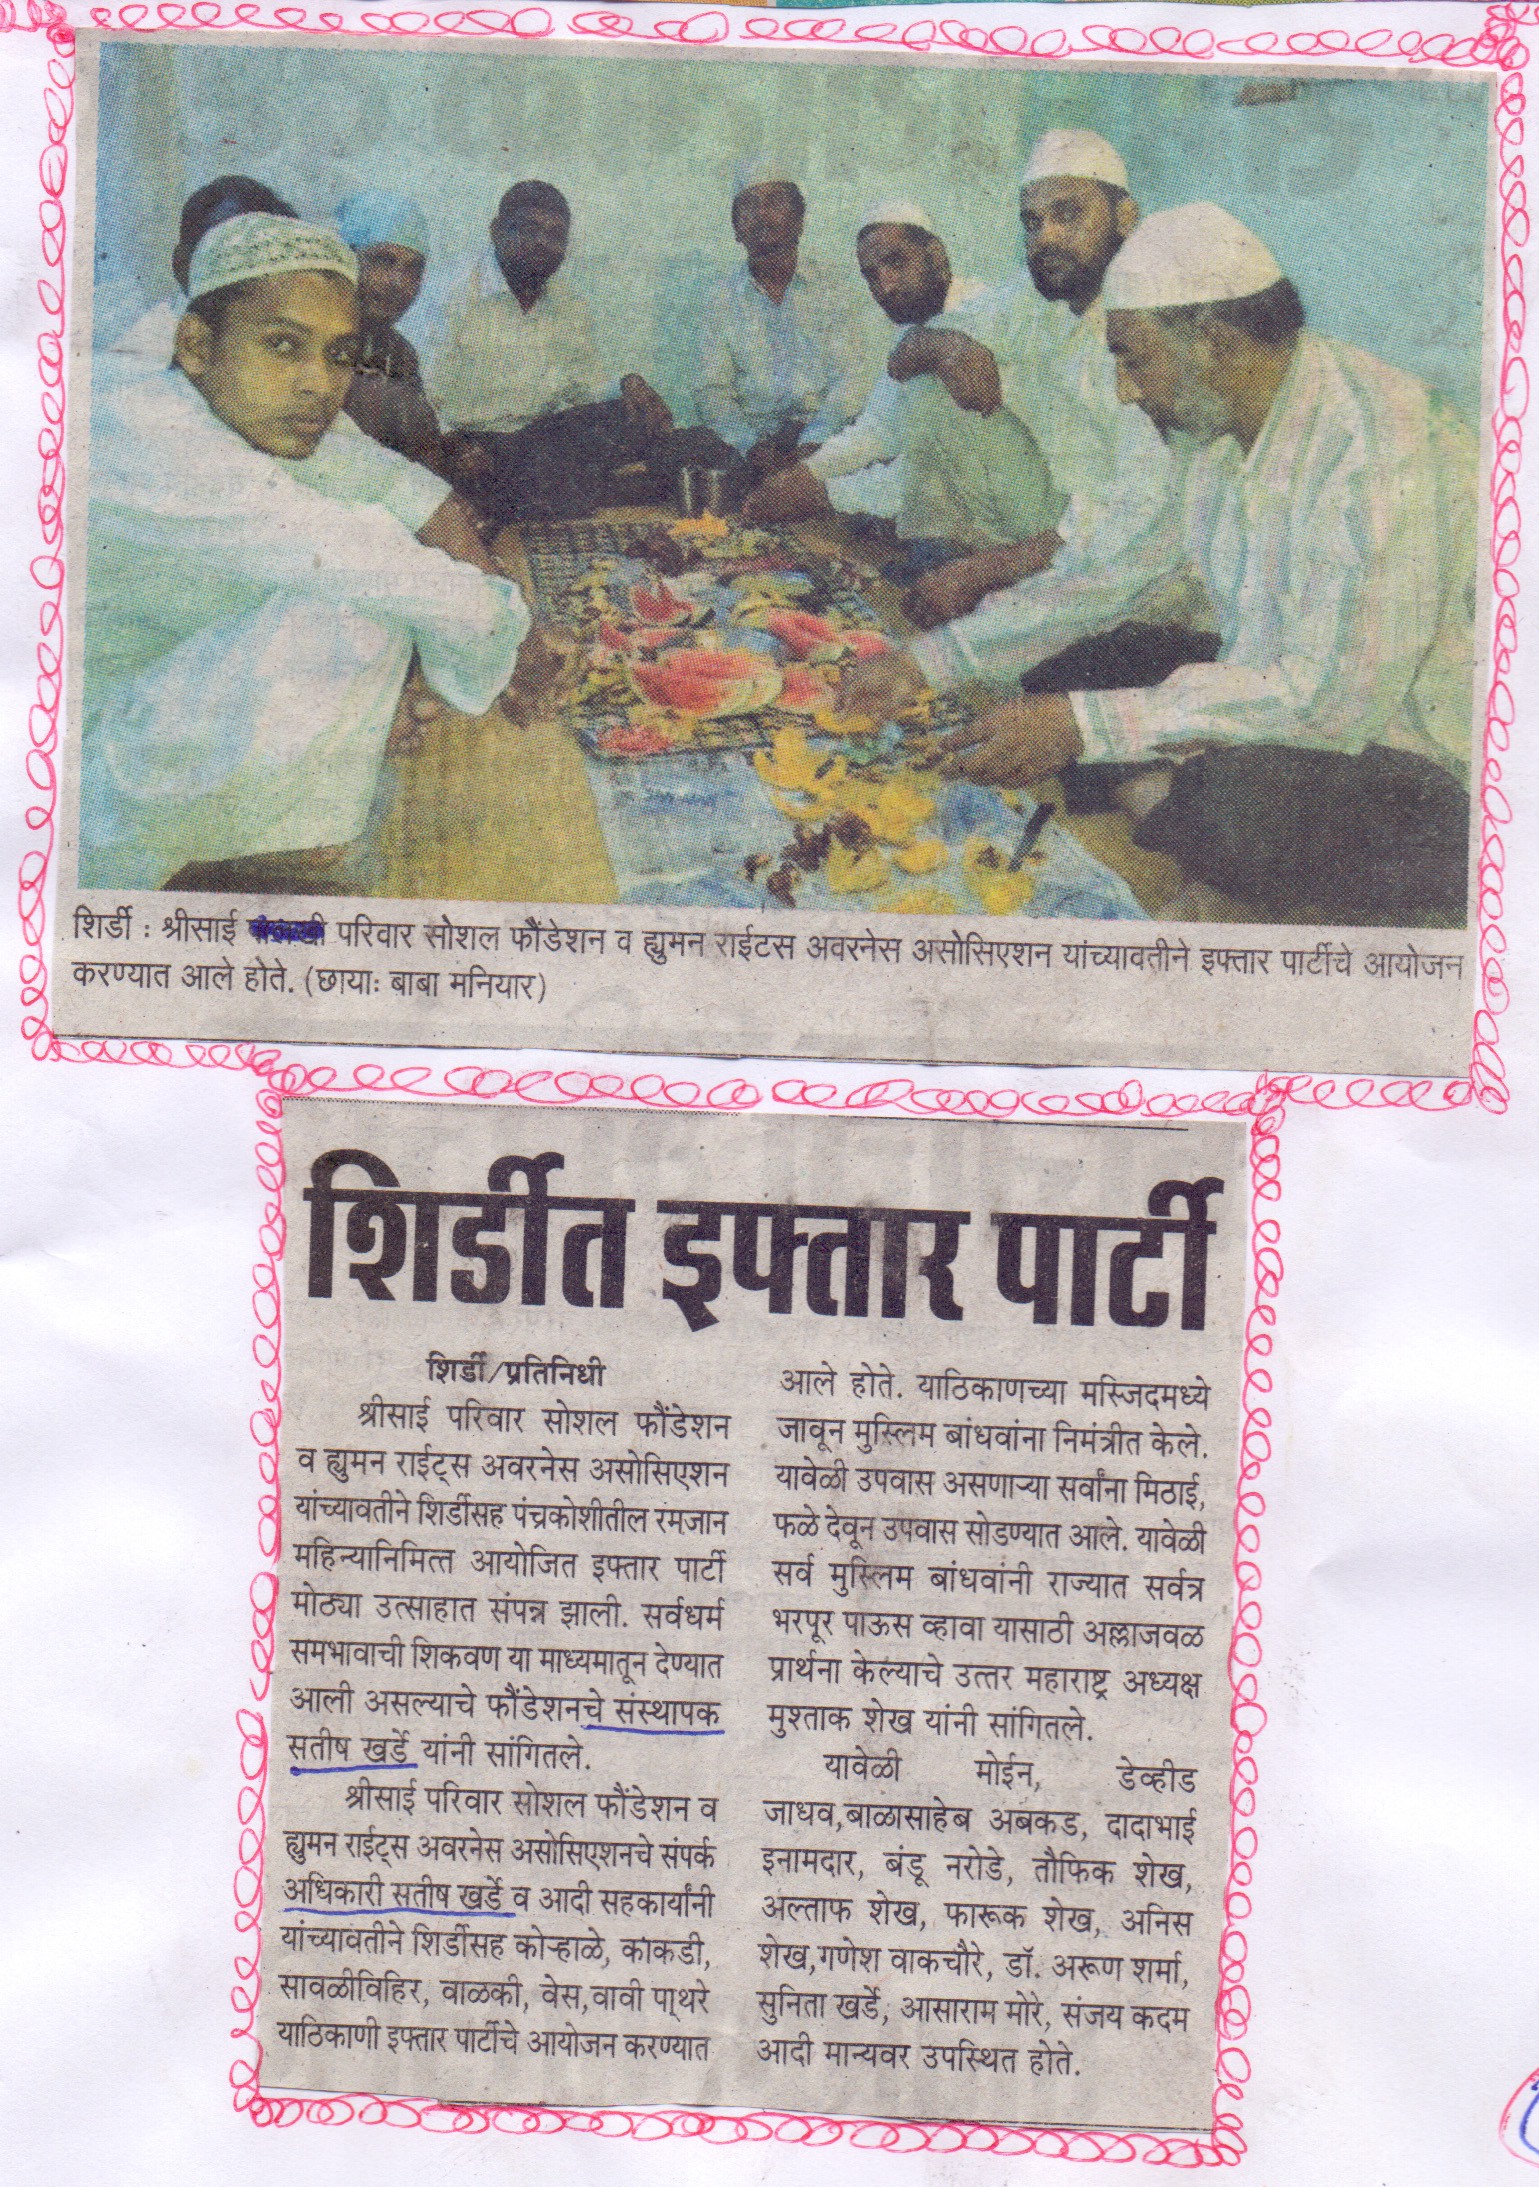 शिर्डी : श्रीसाई परिवार सोशल फौंडेशन व ह्युमन राईटस अवरनेस असोसिएशन यांच्यावतीने इफ्तार पार्टीचे आयोजन
करण्यात आले होते. (छायाः बाबा मनियार)
शिर्डीत इफ्तार पार्टी
शिर्डी/प्रतिनिधी
श्रीसाई परिवार सोशल फौंडेशन
व ह्युमन राईट्स अवरनेस असोसिएशन
यांच्यावतीने शिर्डीसह पंचक्रोशीतील रमजान
महिन्यानिमित्त आयोजित इफ्तार पार्टी
मोठ्या उत्साहात संपन्न झाली. सर्वधर्म
समभावाची शिकवण या माध्यमातून देण्यात
आली असल्याचे फौंडेशनचे संस्थापक
सतीष खर्डे यांनी सांगितले.
श्रीसाई परिवार सोशल फौंडेशन व
ह्युमन राईट्स अवरनेस असोसिएशनचे संपर्क
अधिकारी सतीष खर्डे व आदी सहकार्यांनी
यांच्यावतीने शिर्डीसह कोऱ्हाळे, काकडी,
सावळीविहिर, वाळकी, वेस,वावी पाथरे
याठिकाणी इफ्तार पार्टीचे आयोजन करण्यात
आले होते. याठिकाणच्या मस्जिदमध्ये
जावून मुस्लिम बांधवांना निमंत्रीत केले.
यावेळी उपवास असणाऱ्या सर्वांना मिठाई,
फळे देवून उपवास सोडण्यात आले. यावेळी
सर्व मुस्लिम बांधवांनी राज्यात सर्वत्र
भरपूर पाऊस व्हावा यासाठी अल्लाजवळ
प्रार्थना केल्याचे उत्तर महाराष्ट्र अध्यक्ष
मुश्ताक शेख यांनी सांगितले.
यावेळी मोईन, डेव्हीड
जाधव,बाळासाहेब अबकड, दादाभाई
इनामदार, बंडू नरोडे, तौफिक शेख,
अल्ताफ शेख, फारूक शेख, अनिस
शेख,गणेश वाकचौरे, डॉ. अरूण शर्मा,
सुनिता खर्डे, आसाराम मोरे, संजय कदम
आदी मान्यवर उपस्थित होते.